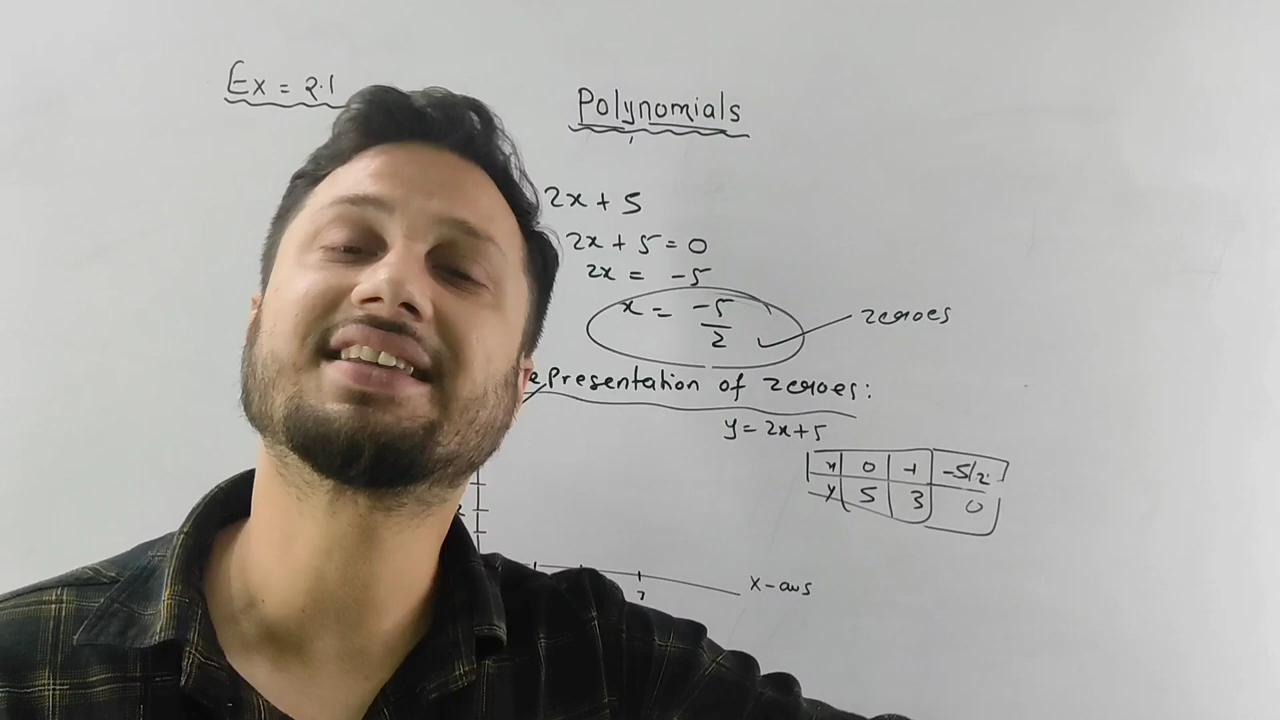 Ex = 2.1
Polynomials
2x + 5
2x + 5 = 0
2x = -5
x = -5/2
zeroes
epresentation of zeroes:
y = 2x+5
x 0 -1 -5/2
y 5 3 0
2
x-axis